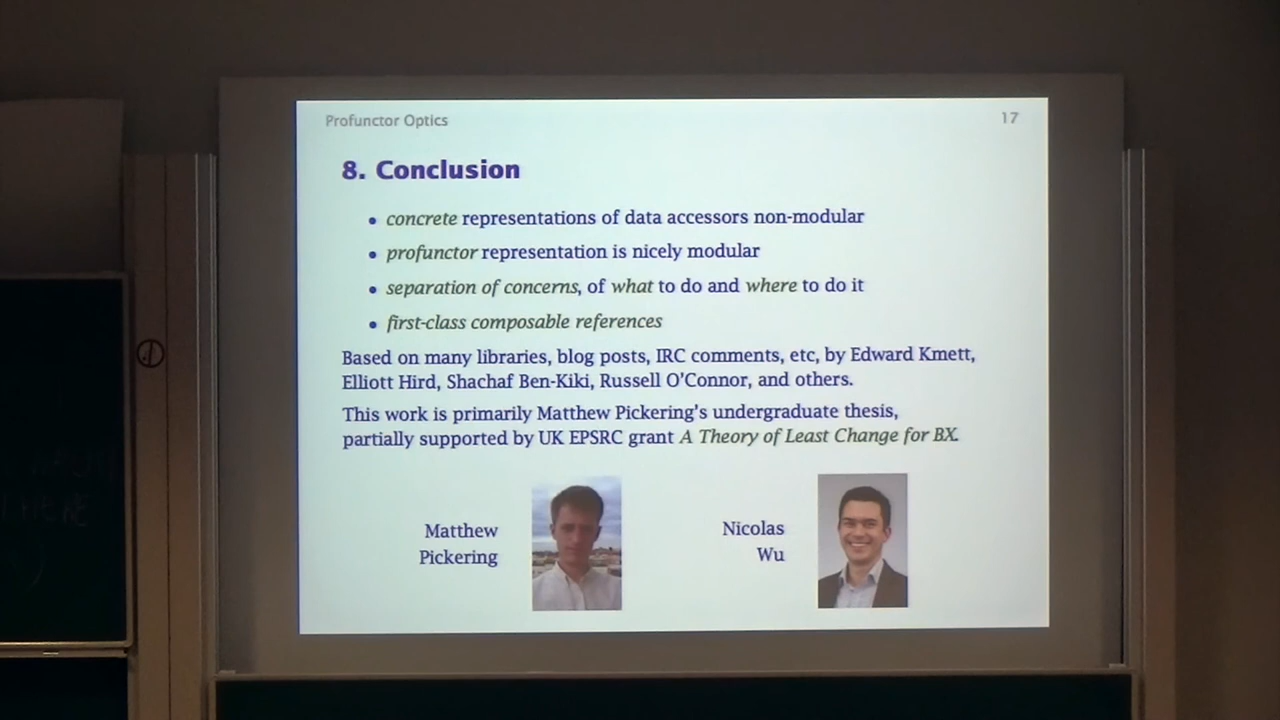 Profunctor Optics 17
8. Conclusion
• concrete representations of data accessors non-modular
• profunctor representation is nicely modular
• separation of concerns, of what to do and where to do it
• first-class composable references
Based on many libraries, blog posts, IRC comments, etc, by Edward Kmett,
Elliott Hird, Shachaf Ben-Kiki, Russell O'Connor, and others.
This work is primarily Matthew Pickering's undergraduate thesis,
partially supported by UK EPSRC grant A Theory of Least Change for BX.
Matthew
Pickering
Nicolas
Wu